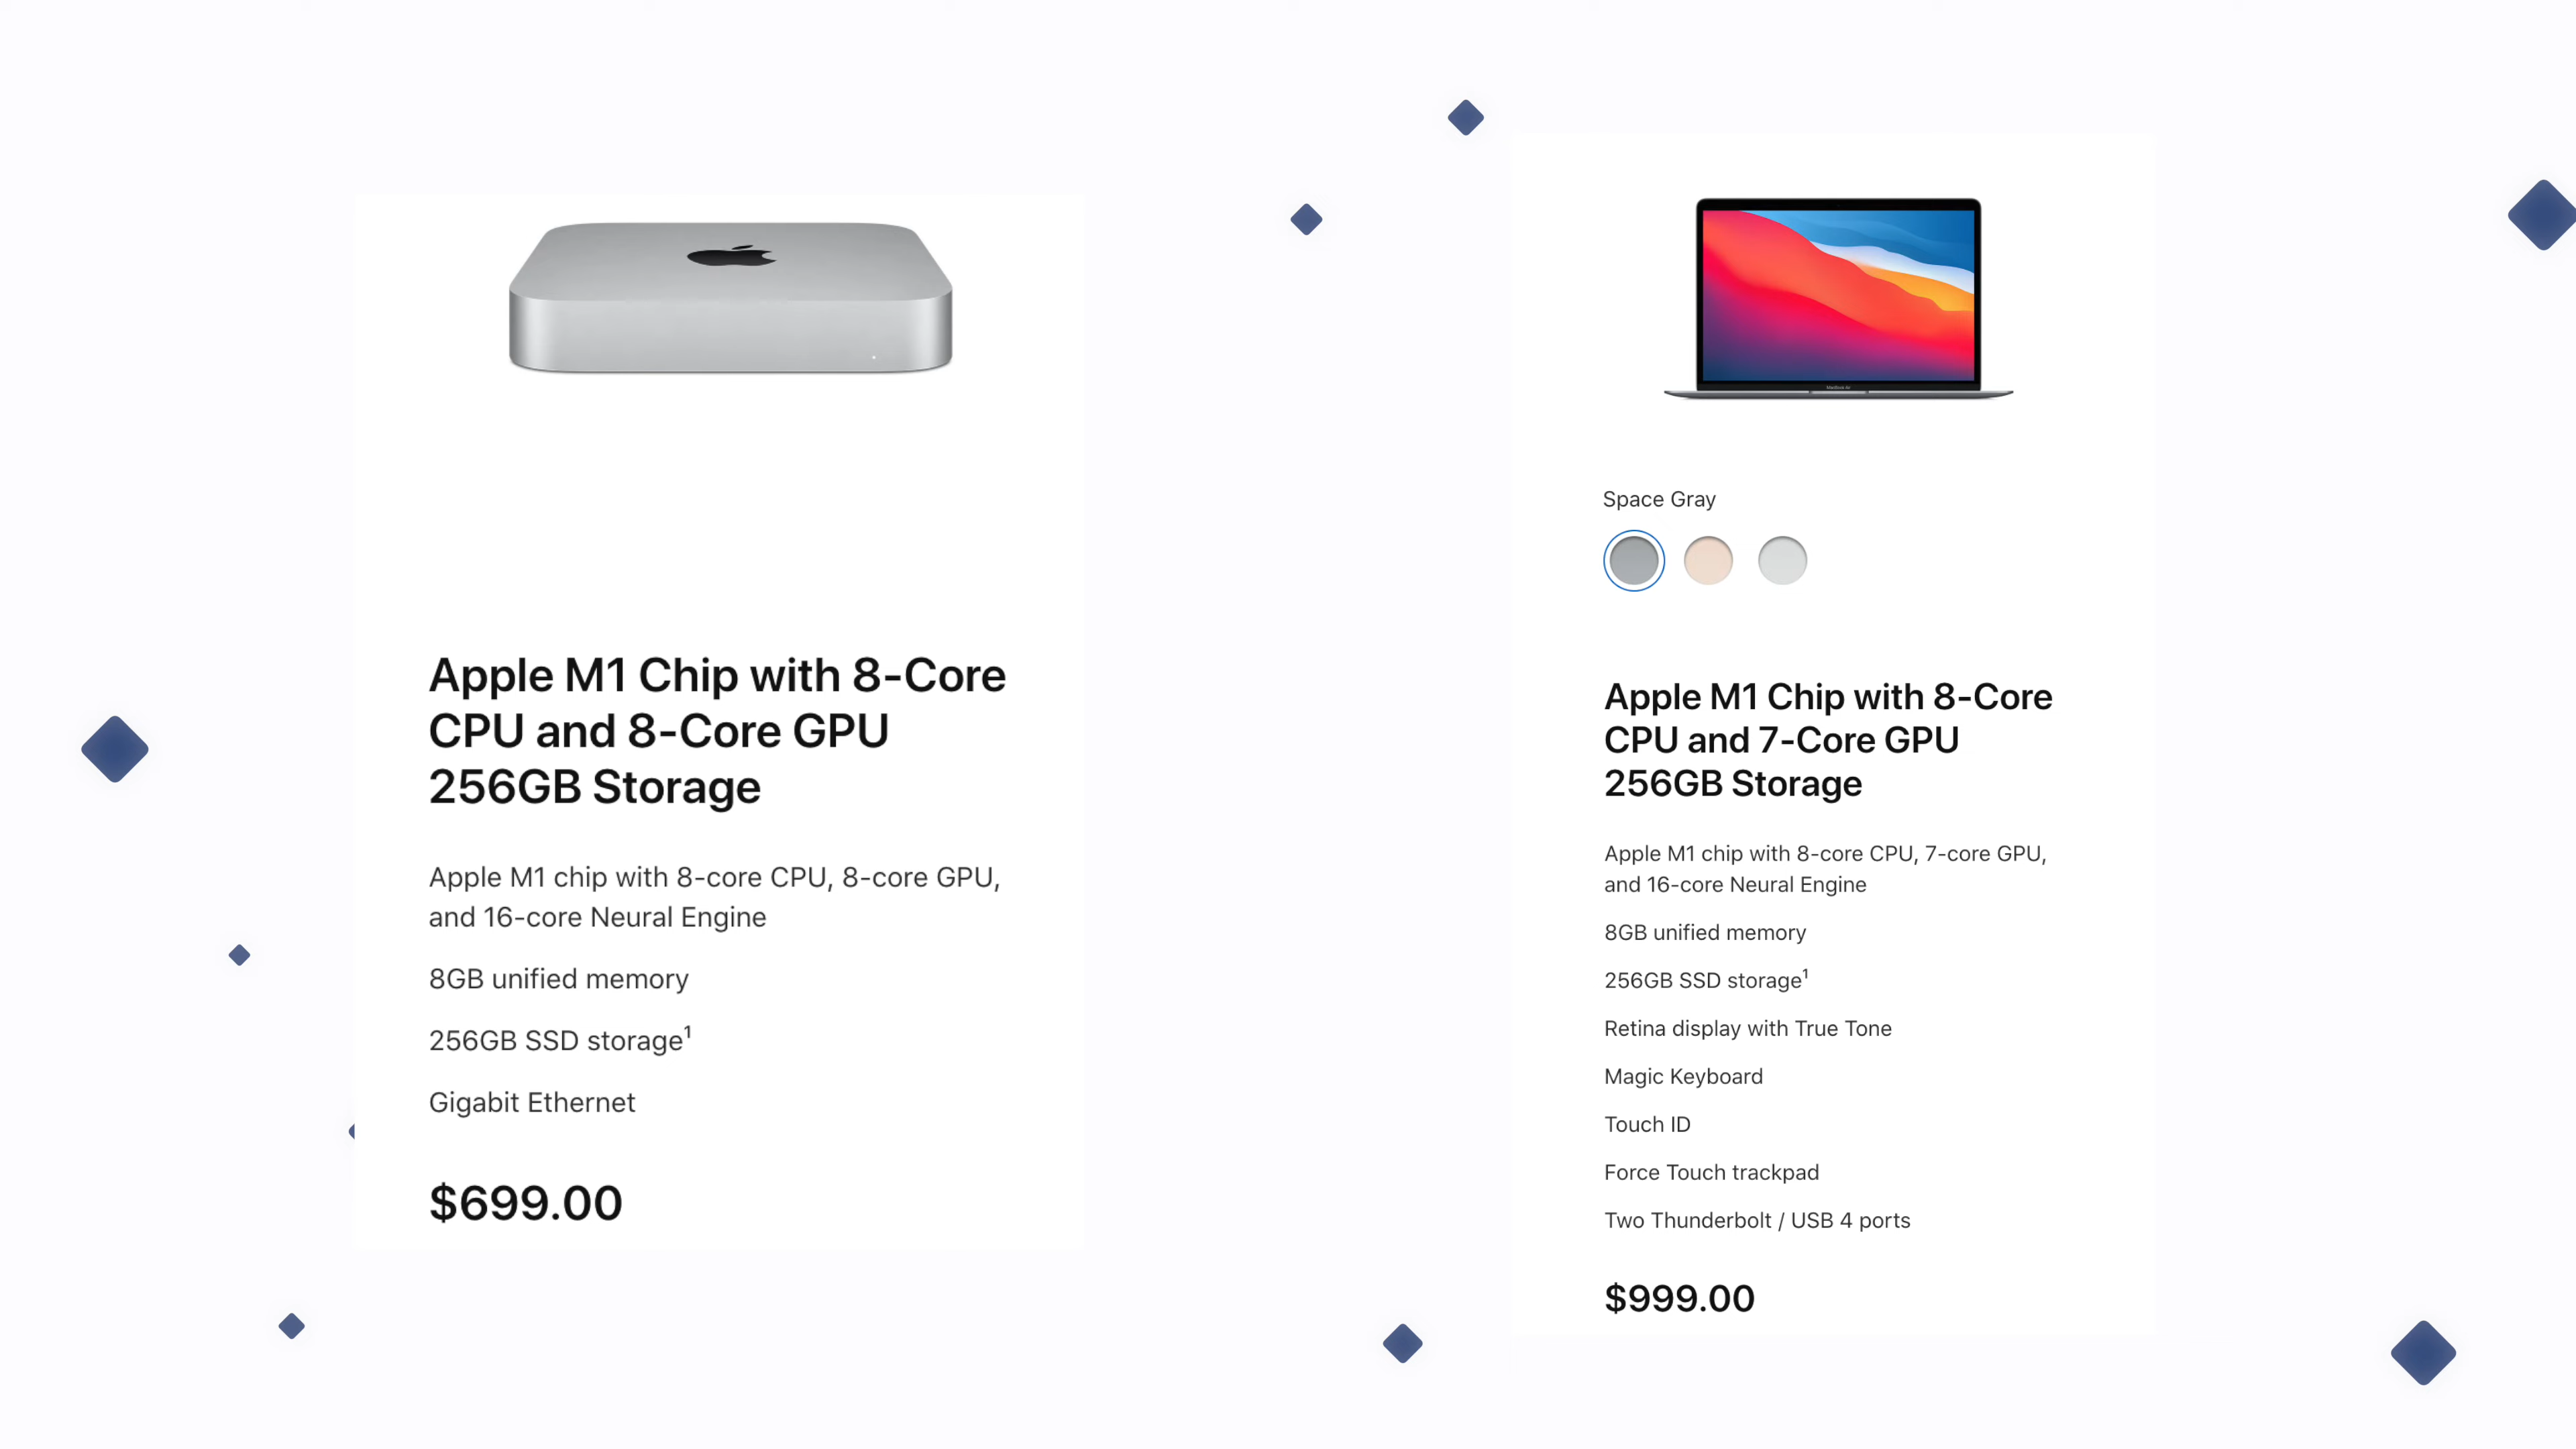 Apple M1 Chip with 8-Core
CPU and 8-Core GPU
256GB Storage
Apple M1 chip with 8-core CPU, 8-core GPU,
and 16-core Neural Engine
8GB unified memory
256GB SSD storage¹
Gigabit Ethernet
$699.00
MacBook Air
Space Gray
Apple M1 Chip with 8-Core
CPU and 7-Core GPU
256GB Storage
Apple M1 chip with 8-core CPU, 7-core GPU,
and 16-core Neural Engine
8GB unified memory
256GB SSD storage¹
Retina display with True Tone
Magic Keyboard
Touch ID
Force Touch trackpad
Two Thunderbolt / USB 4 ports
$999.00